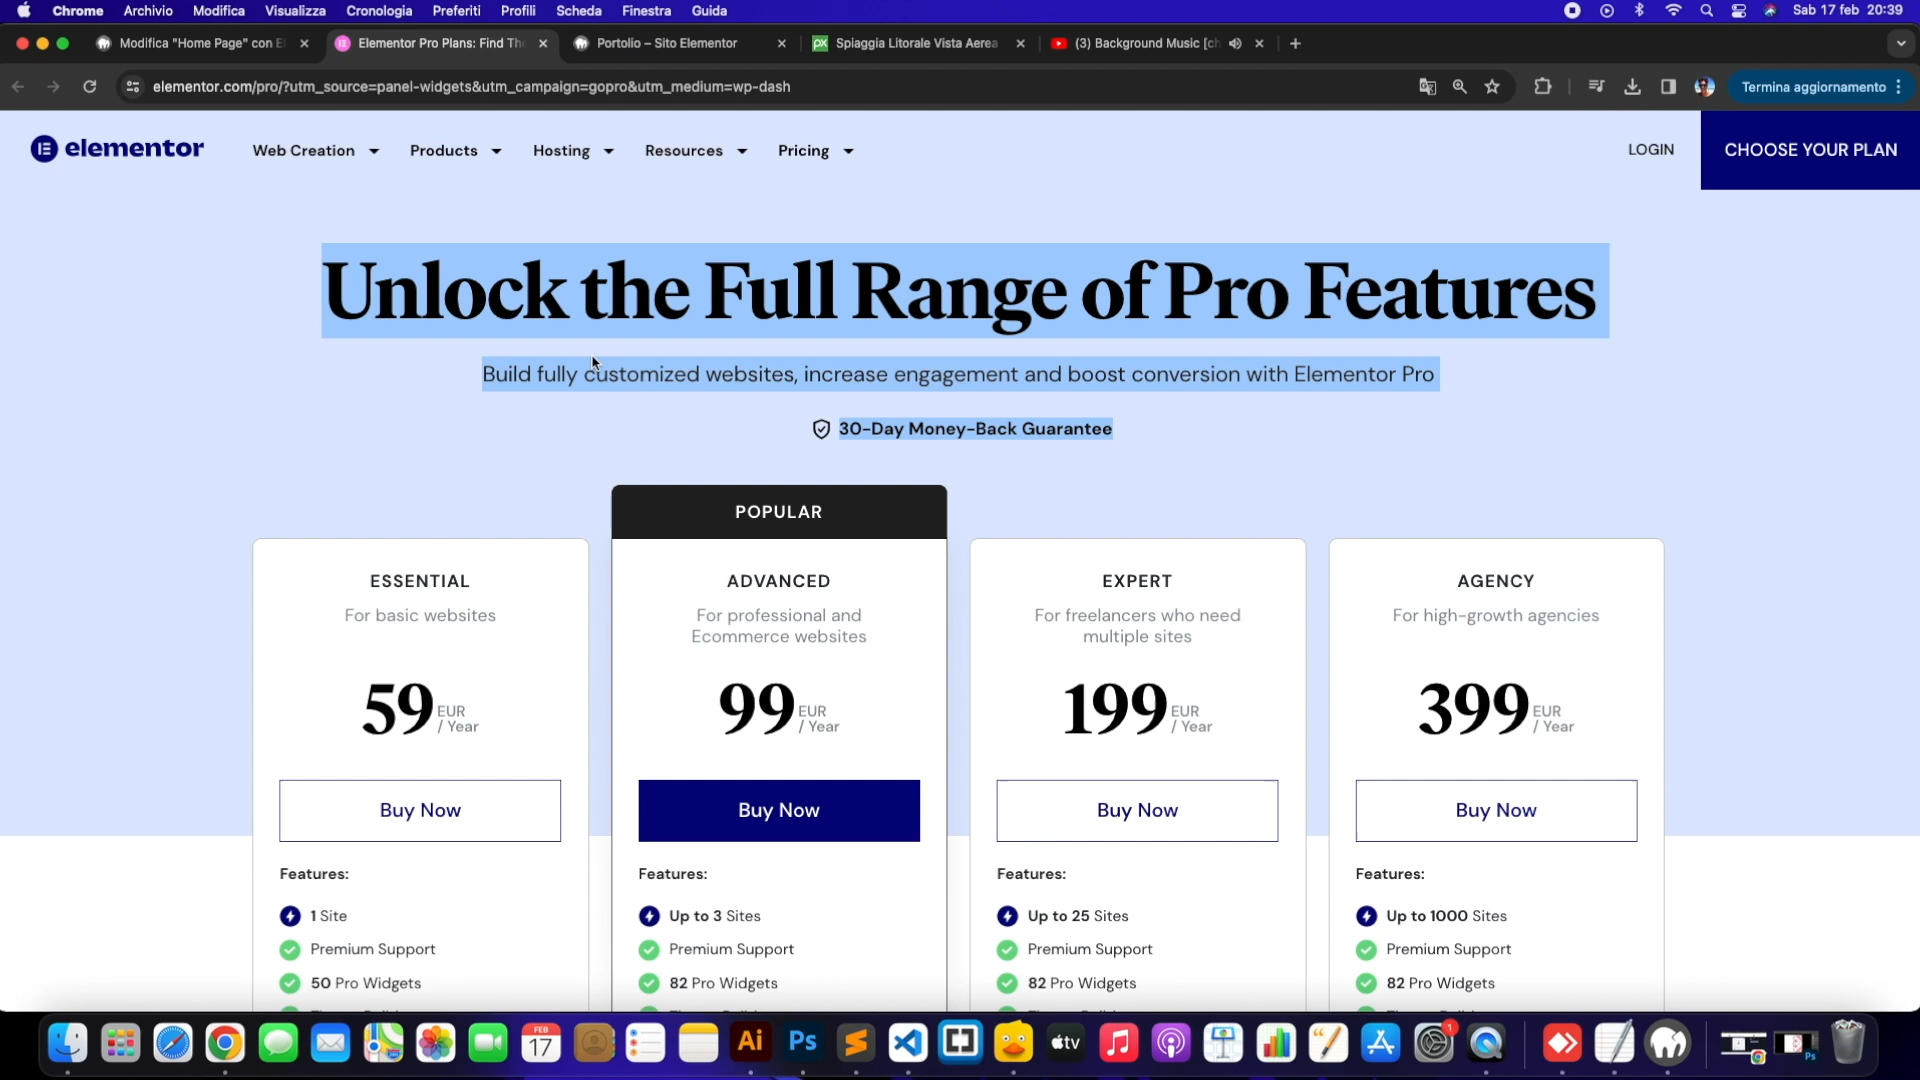 Chrome Archivio Modifica Visualizza Cronologia Preferiti Profili Scheda Finestra Guida Sab 17 feb 20:39
Modifica "Home Page" con El Elementor Pro Plans: Find The Portolio – Sito Elementor Spiaggia Litorale Vista Aerea (3) Background Music [ch
elementor.com/pro/?utm_source=panel-widgets&utm_campaign=gopro&utm_medium=wp-dash Termina aggiornamento
elementor Web Creation Products Hosting Resources Pricing LOGIN CHOOSE YOUR PLAN
Unlock the Full Range of Pro Features
Build fully customized websites, increase engagement and boost conversion with Elementor Pro
30-Day Money-Back Guarantee
POPULAR
ESSENTIAL
For basic websites
59 EUR / Year
Buy Now
Features:
1 Site
Premium Support
50 Pro Widgets
ADVANCED
For professional and
Ecommerce websites
99 EUR / Year
Buy Now
Features:
Up to 3 Sites
Premium Support
82 Pro Widgets
EXPERT
For freelancers who need
multiple sites
199 EUR / Year
Buy Now
Features:
Up to 25 Sites
Premium Support
82 Pro Widgets
AGENCY
For high-growth agencies
399 EUR / Year
Buy Now
Features:
Up to 1000 Sites
Premium Support
82 Pro Widgets
FEB
17
Ai
Ps
tv
1